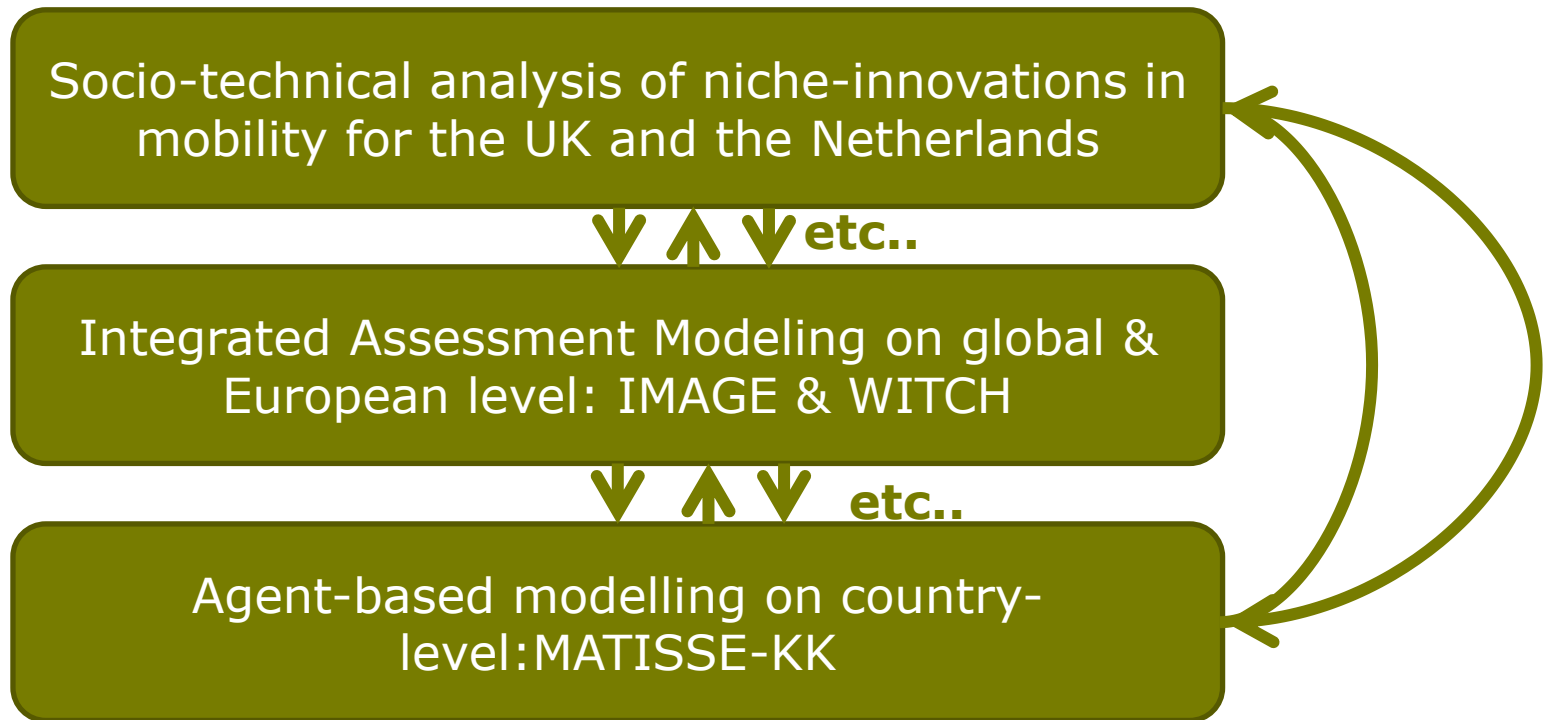 Socio-technical analysis of niche-innovations in
mobility for the UK and the Netherlands
etc..
Integrated Assessment Modeling on global &
European level: IMAGE & WITCH
etc..
Agent-based modelling on country-
level:MATISSE-KK